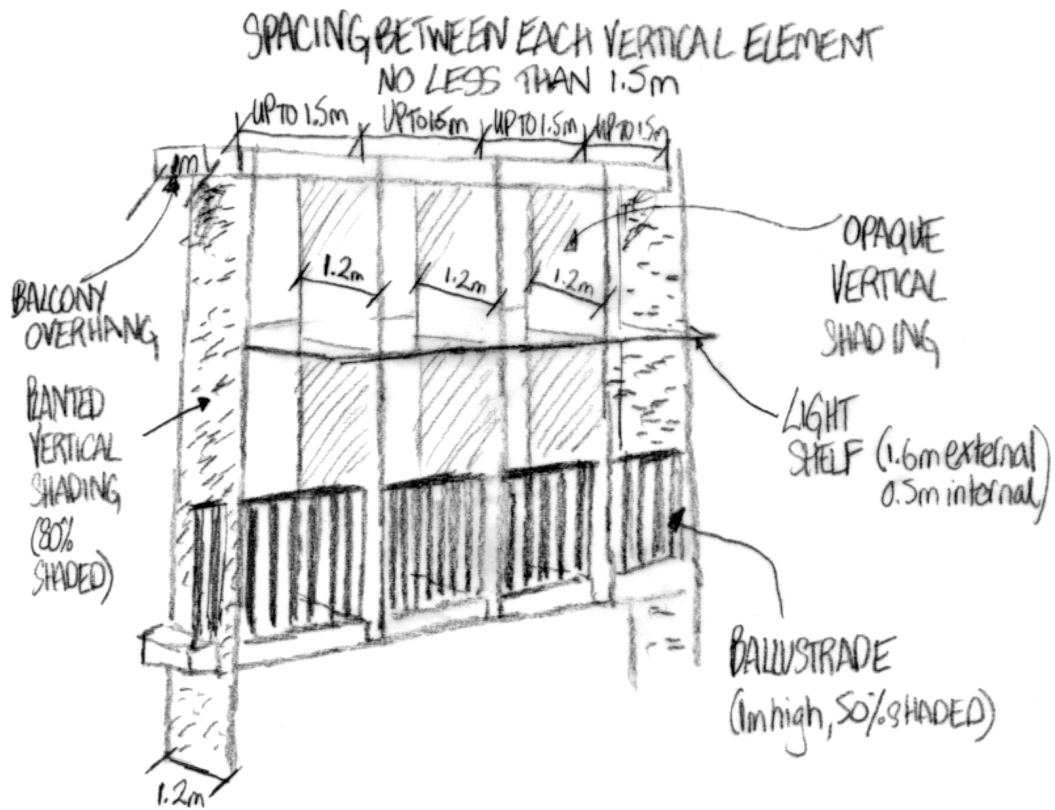 SPACING BETWEEN EACH VERTICAL ELEMENT
NO LESS THAN 1.5m
UP TO 1.5m
UP TO 1.5m
UP TO 1.5m
UP TO 1.5m
1m
BALCONY
OVERHANG
1.2m
1.2m
1.2m
OPAQUE
VERTICAL
SHADING
PLANTED
VERTICAL
SHADING
(80%
SHADED)
LIGHT
SHELF (1.6m external)
0.5m internal)
BALLUSTRADE
(1m high, 50% SHADED)
1.2m